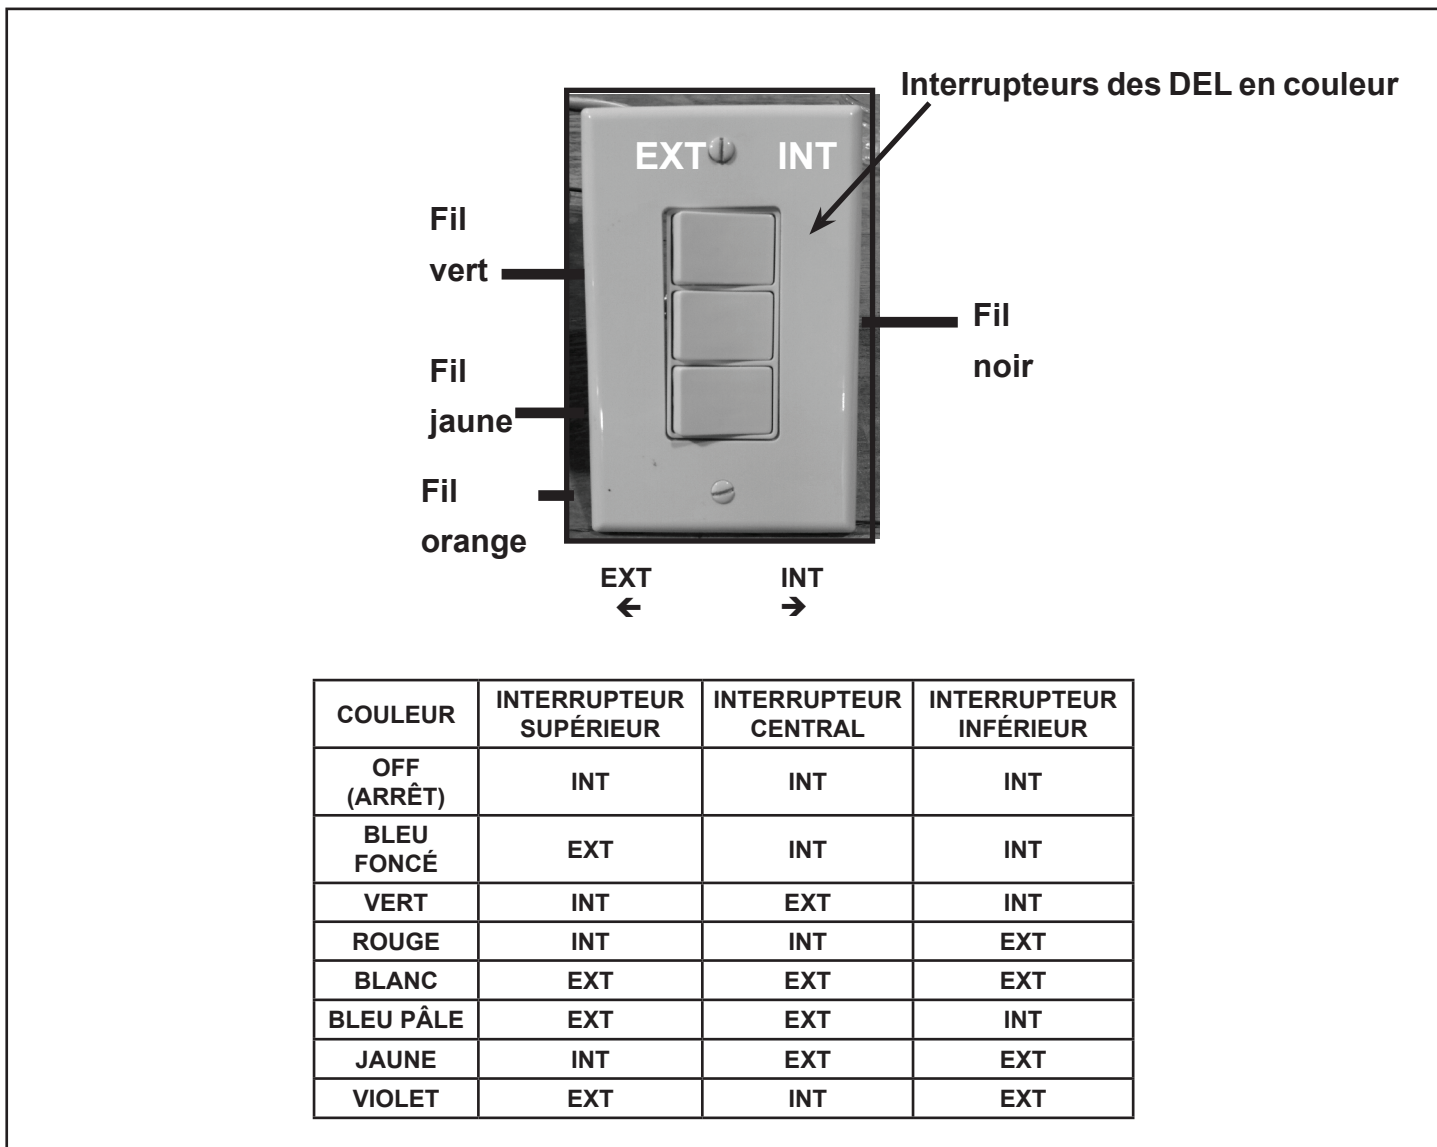 Interrupteurs des DEL en couleur
EXT INT
Fil
vert
Fil
noir
Fil
jaune
Fil
orange
EXT INT
← →
COULEUR INTERRUPTEUR SUPÉRIEUR INTERRUPTEUR CENTRAL INTERRUPTEUR INFÉRIEUR
OFF (ARRÊT) INT INT INT
BLEU FONCÉ EXT INT INT
VERT INT EXT INT
ROUGE INT INT EXT
BLANC EXT EXT EXT
BLEU PÂLE EXT EXT INT
JAUNE INT EXT EXT
VIOLET EXT INT EXT